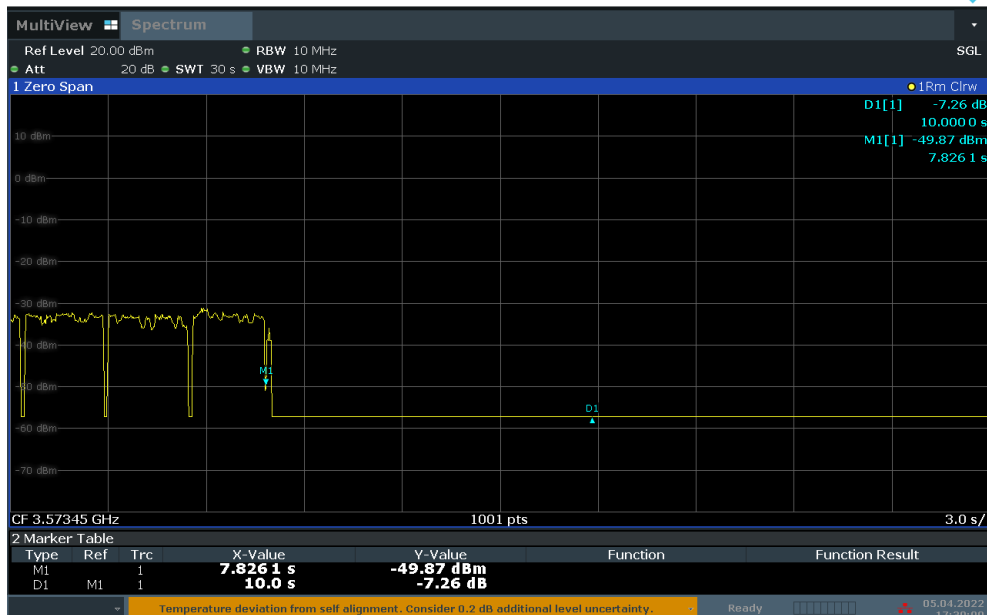 MultiView Spectrum
Ref Level 20.00 dBm RBW 10 MHz SGL
Att 20 dB SWT 30 s VBW 10 MHz
1 Zero Span 1Rm Clrw
D1[1] -7.26 dB
10.000 0 s
M1[1] -49.87 dBm
7.826 1 s
10 dBm
0 dBm
-10 dBm
-20 dBm
-30 dBm
-40 dBm
M1
-50 dBm
D1
-60 dBm
-70 dBm
CF 3.57345 GHz 1001 pts 3.0 s/
2 Marker Table
Type Ref Trc X-Value Y-Value Function Function Result
M1 1 7.826 1 s -49.87 dBm
D1 M1 1 10.0 s -7.26 dB
Temperature deviation from self alignment. Consider 0.2 dB additional level uncertainty. Ready 05.04.2022